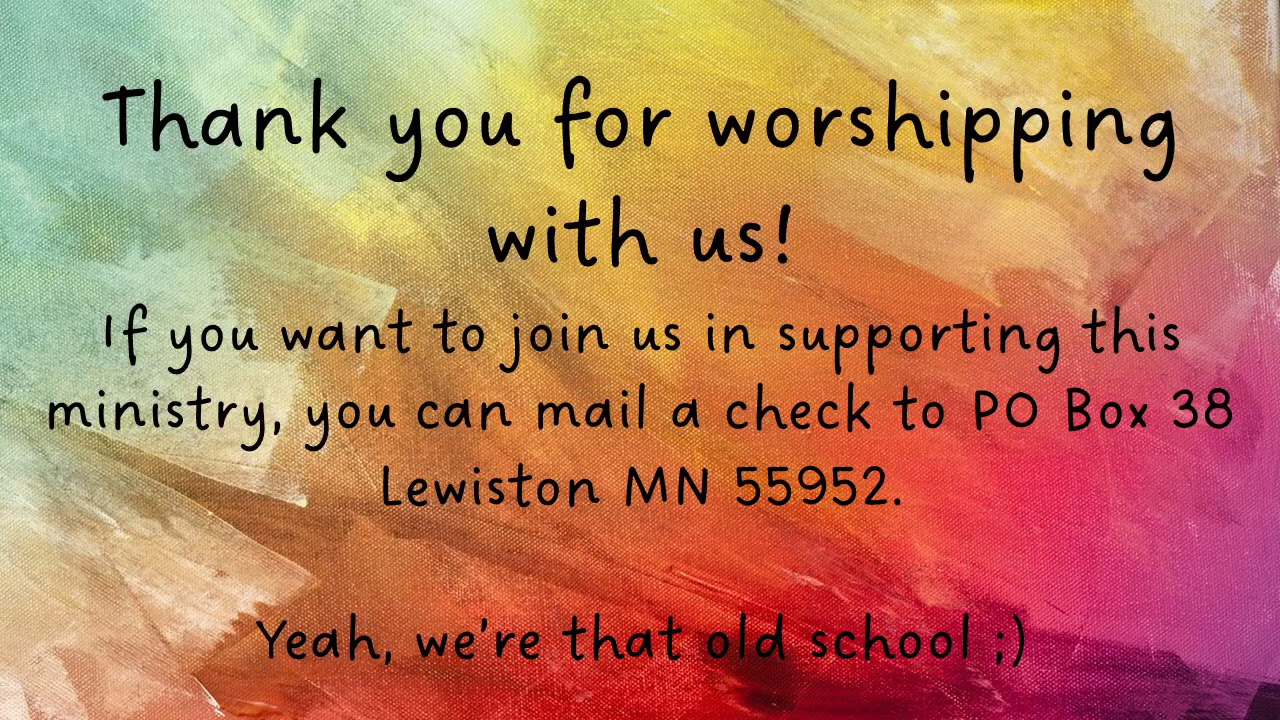 Thank you for worshipping
with us!
If you want to join us in supporting this
ministry, you can mail a check to PO Box 38
Lewiston MN 55952.
Yeah, we're that old school ;)